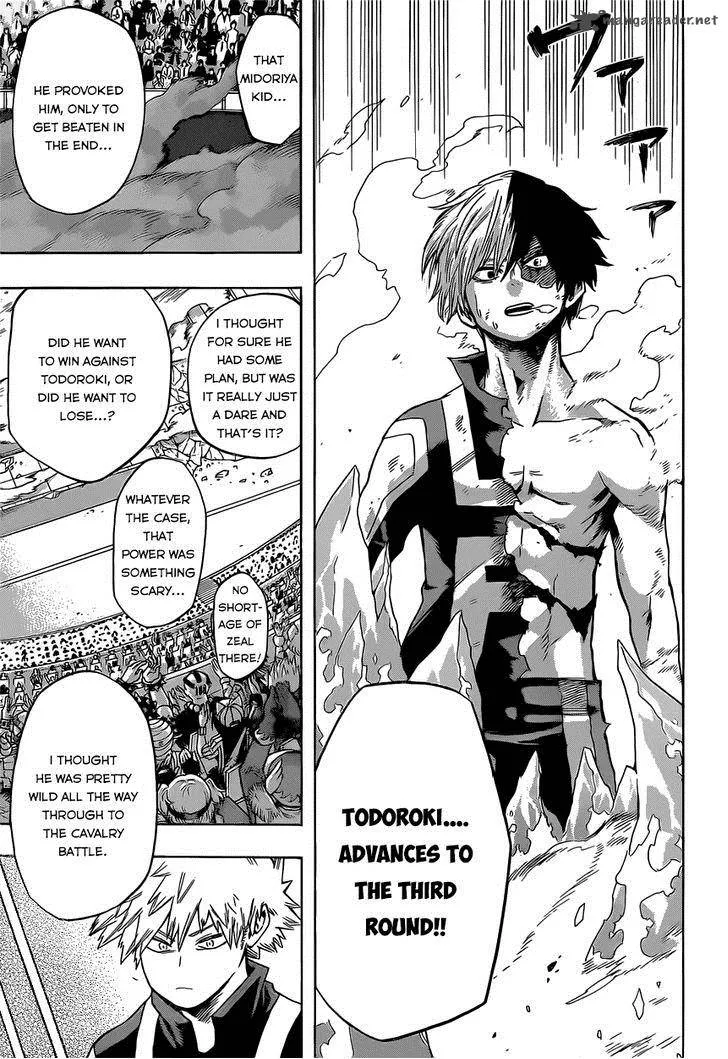 mangareader.net
ワァァァ
TODOROKI....
ADVANCES TO
THE THIRD
ROUND!!
THAT
MIDORIYA
KID...
HE PROVOKED
HIM, ONLY TO
GET BEATEN IN
THE END...
I THOUGHT
FOR SURE HE
HAD SOME
PLAN, BUT WAS
IT REALLY JUST
A DARE AND
THAT'S IT?
DID HE WANT
TO WIN AGAINST
TODOROKI, OR
DID HE WANT TO
LOSE...?
WHATEVER
THE CASE,
THAT
POWER WAS
SOMETHING
SCARY...
NO
SHORT-
AGE OF
ZEAL
THERE!
I THOUGHT
HE WAS PRETTY
WILD ALL THE WAY
THROUGH TO
THE CAVALRY
BATTLE.